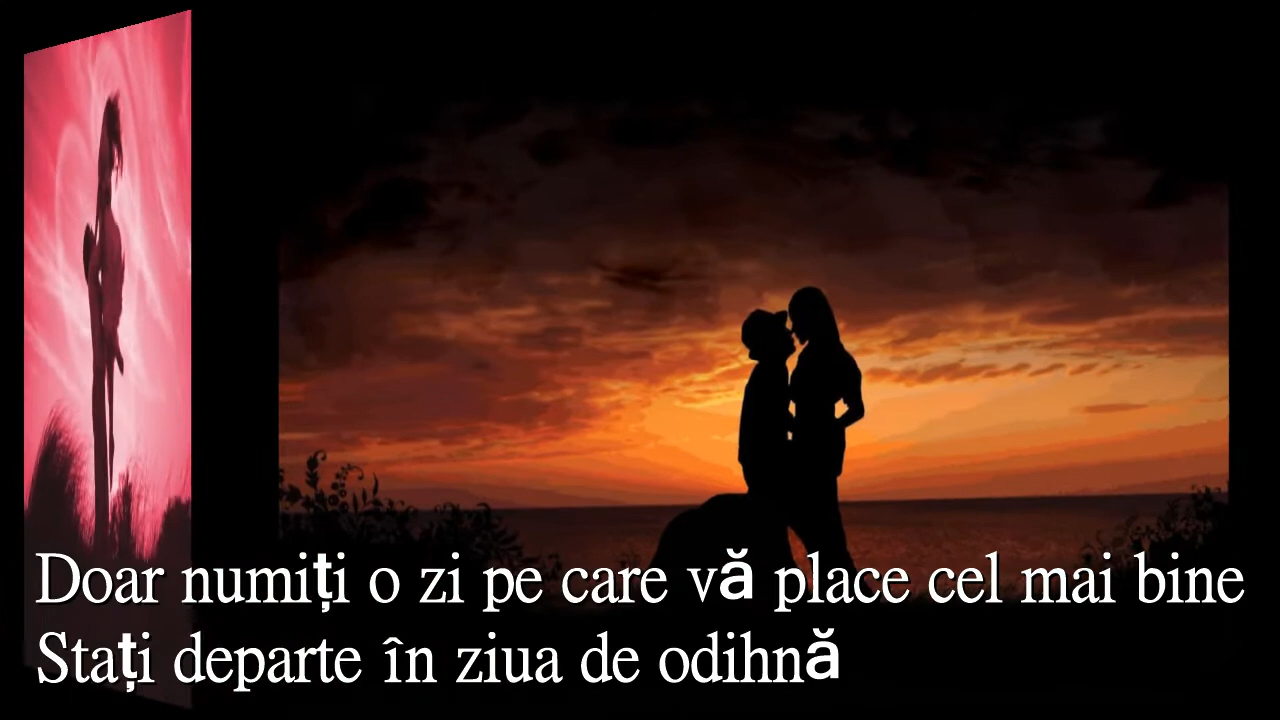 Doar numiți o zi pe care vă place cel mai bine
Stați departe în ziua de odihnă